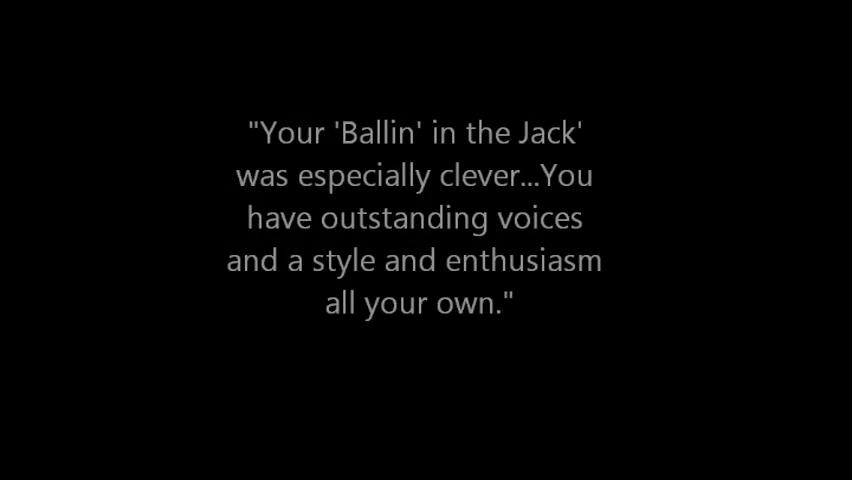 "Your 'Ballin' in the Jack'
was especially clever...You
have outstanding voices
and a style and enthusiasm
all your own."